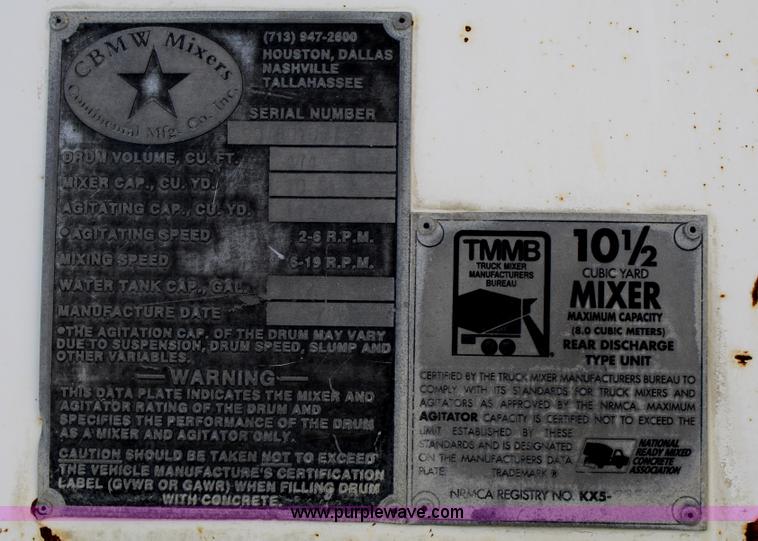 CBMW Mixers
Continental Mfg. Co. Inc.
(713) 947-2600
HOUSTON, DALLAS
NASHVILLE
TALLAHASSEE
SERIAL NUMBER
DRUM VOLUME, CU. FT.
MIXER CAP., CU. YD.
AGITATING CAP., CU. YD.
*AGITATING SPEED 2-6 R.P.M.
MIXING SPEED 6-19 R.P.M.
WATER TANK CAP., GAL.
MANUFACTURE DATE
*THE AGITATION CAP. OF THE DRUM MAY VARY
DUE TO SUSPENSION, DRUM SPEED, SLUMP AND
OTHER VARIABLES.
WARNING
THIS DATA PLATE INDICATES THE MIXER AND
AGITATOR RATING OF THE DRUM AND
SPECIFIES THE PERFORMANCE OF THE DRUM
AS A MIXER AND AGITATOR ONLY.
CAUTION SHOULD BE TAKEN NOT TO EXCEED
THE VEHICLE MANUFACTURE'S CERTIFICATION
LABEL (GVWR OR GAWR) WHEN FILLING DRUM
WITH CONCRETE.
TMMB
TRUCK MIXER
MANUFACTURERS
BUREAU
10½
CUBIC YARD
MIXER
MAXIMUM CAPACITY
(8.0 CUBIC METERS)
REAR DISCHARGE
TYPE UNIT
CERTIFIED BY THE TRUCK MIXER MANUFACTURERS BUREAU TO
COMPLY WITH ITS STANDARDS FOR TRUCK MIXERS AND
AGITATORS AS APPROVED BY THE NRMCA. MAXIMUM
AGITATOR CAPACITY IS CERTIFIED NOT TO EXCEED THE
LIMIT ESTABLISHED BY THESE
STANDARDS AND IS DESIGNATED
ON THE MANUFACTURERS DATA
PLATE. TRADEMARK ®
NATIONAL
READY MIXED
CONCRETE
ASSOCIATION
NRMCA REGISTRY NO. KX5-
www.purplewave.com